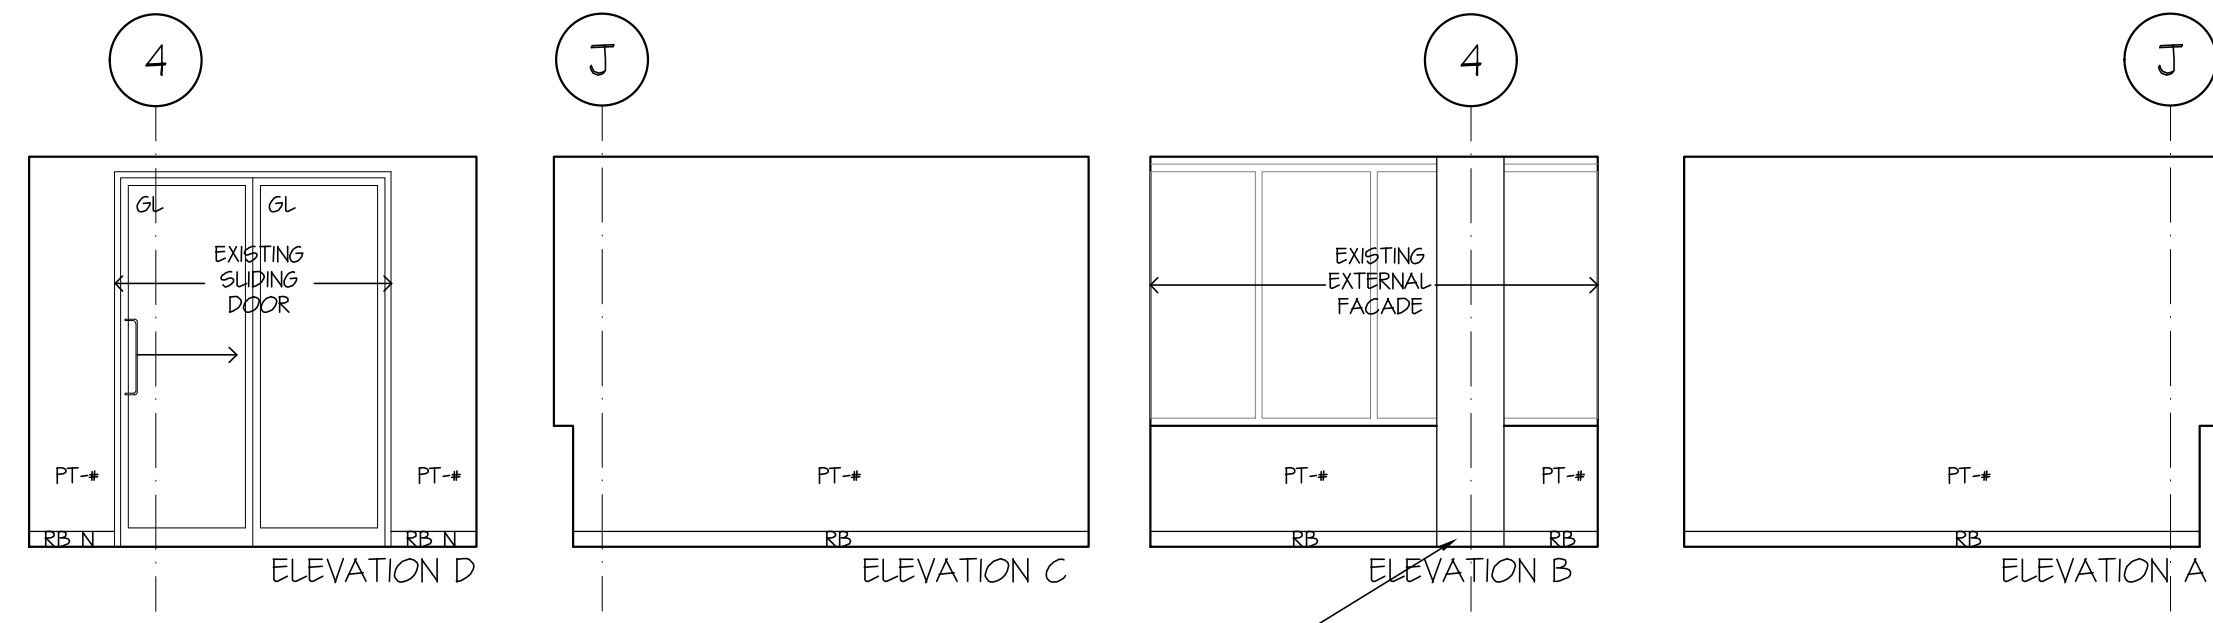 4
J
4
J
GL
GL
EXISTING
SLIDING
DOOR
PT-#
PT-#
RB N
RB N
ELEVATION D
PT-#
RB
ELEVATION C
EXISTING
EXTERNAL
FACADE
PT-#
PT-#
RB
RB
ELEVATION B
PT-#
RB
ELEVATION A